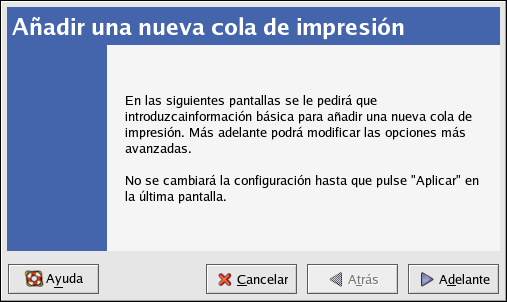 Añadir una nueva cola de impresión
En las siguientes pantallas se le pedirá que
introduzcainformación básica para añadir una nueva cola de
impresión. Más adelante podrá modificar las opciones más
avanzadas.
No se cambiará la configuración hasta que pulse "Aplicar" en
la última pantalla.
Ayuda
Cancelar
Atrás
Adelante